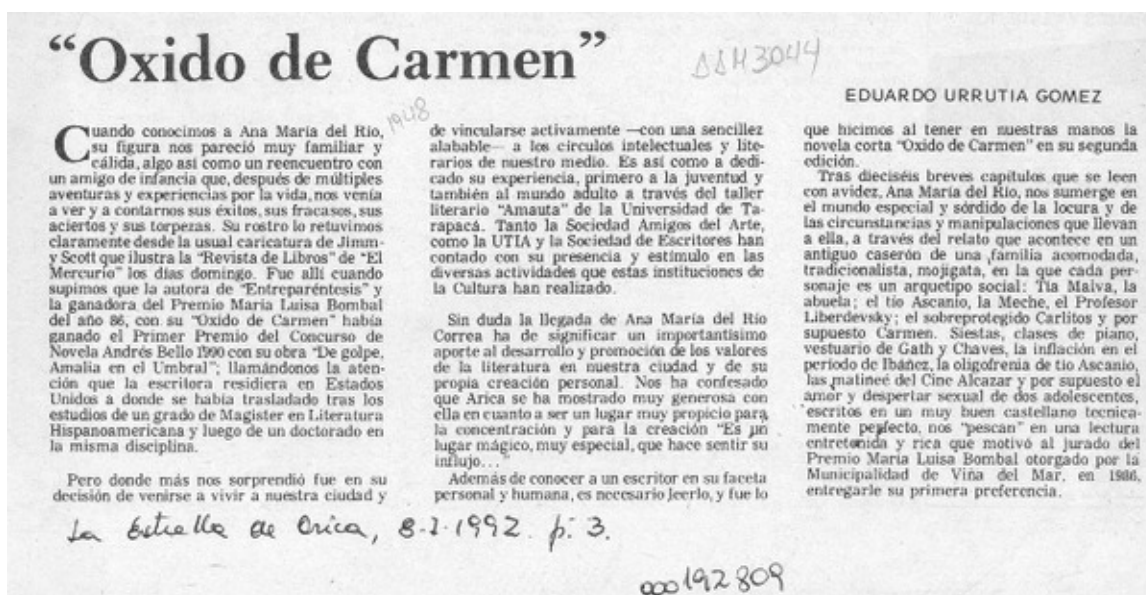 “Oxido de Carmen”
AAM3044
1948
EDUARDO URRUTIA GOMEZ
Cuando conocimos a Ana María del Río,
su figura nos pareció muy familiar y
cálida, algo así como un reencuentro con
un amigo de infancia que, después de múltiples
aventuras y experiencias por la vida, nos venía
a ver y a contarnos sus éxitos, sus fracasos, sus
aciertos y sus torpezas. Su rostro lo retuvimos
claramente desde la usual caricatura de Jimm-
y Scott que ilustra la “Revista de Libros” de “El
Mercurio” los días domingo. Fue allí cuando
supimos que la autora de “Entreparéntesis” y
la ganadora del Premio María Luisa Bombal
del año 86, con su “Oxido de Carmen” había
ganado el Primer Premio del Concurso de
Novela Andrés Bello 1990 con su obra “De golpe,
Amalia en el Umbral”; llamándonos la aten-
ción que la escritora residiera en Estados
Unidos a donde se había trasladado tras los
estudios de un grado de Magister en Literatura
Hispanoamericana y luego de un doctorado en
la misma disciplina.
Pero donde más nos sorprendió fue en su
decisión de venirse a vivir a nuestra ciudad y
de vincularse activamente —con una sencillez
alabable— a los círculos intelectuales y lite-
rarios de nuestro medio. Es así como a dedi-
cado su experiencia, primero a la juventud y
también al mundo adulto a través del taller
literario “Amauta” de la Universidad de Ta-
rapacá. Tanto la Sociedad Amigos del Arte,
como la UTIA y la Sociedad de Escritores han
contado con su presencia y estímulo en las
diversas actividades que estas instituciones de
la Cultura han realizado.
Sin duda la llegada de Ana María del Río
Correa ha de significar un importantísimo
aporte al desarrollo y promoción de los valores
de la literatura en nuestra ciudad y de su
propia creación personal. Nos ha confesado
que Arica se ha mostrado muy generosa con
ella en cuanto a ser un lugar muy propicio para
la concentración y para la creación “Es un
lugar mágico, muy especial, que hace sentir su
influjo...”
Además de conocer a un escritor en su faceta
personal y humana, es necesario leerlo, y fue lo
que hicimos al tener en nuestras manos la
novela corta “Oxido de Carmen” en su segunda
edición.
Tras dieciséis breves capítulos que se leen
con avidez, Ana María del Río, nos sumerge en
el mundo especial y sórdido de la locura y de
las circunstancias y manipulaciones que llevan
a ella, a través del relato que acontece en un
antiguo caserón de una familia acomodada,
tradicionalista, mojigata, en la que cada per-
sonaje es un arquetipo social: Tía Malva, la
abuela; el tío Ascanio, la Meche, el Profesor
Liberdevsky; el sobreprotegido Carlitos y por
supuesto Carmen. Siestas, clases de piano,
vestuario de Gath y Chaves, la inflación en el
período de Ibáñez, la oligofrenia de tío Ascanio,
las matineé del Cine Alcazar y por supuesto el
amor y despertar sexual de dos adolescentes,
escritos en un muy buen castellano tecnica-
mente perfecto, nos “pescan” en una lectura
entretenida y rica que motivó al jurado del
Premio María Luisa Bombal otorgado por la
Municipalidad de Viña del Mar, en 1986,
entregarle su primera preferencia.
La Estrella de Arica, 8-I-1992. p. 3.
000192809